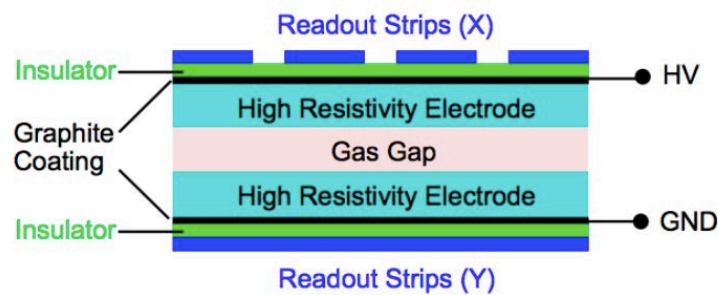 Readout Strips (X)
Insulator
HV
High Resistivity Electrode
Graphite
Coating
Gas Gap
High Resistivity Electrode
GND
Insulator
Readout Strips (Y)